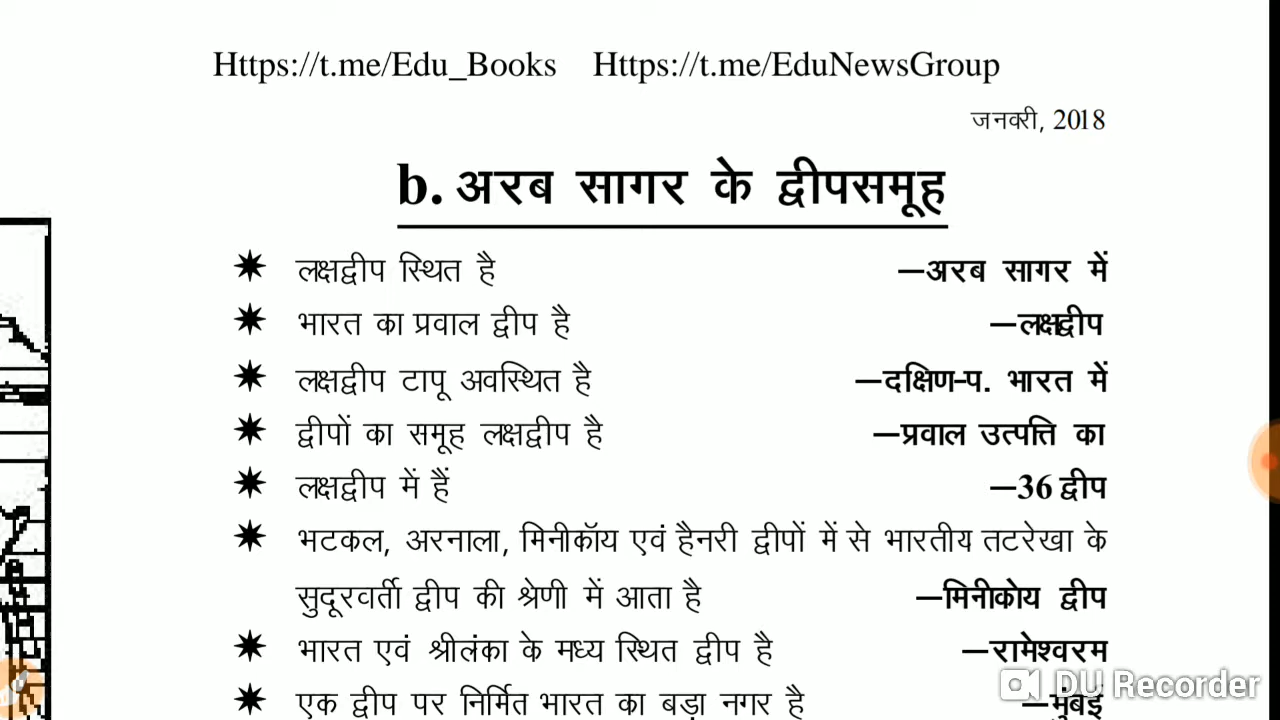 Https://t.me/Edu_Books Https://t.me/EduNewsGroup
जनवरी, 2018
b. अरब सागर के द्वीपसमूह
✷ लक्षद्वीप स्थित है —अरब सागर में
✷ भारत का प्रवाल द्वीप है —लक्षद्वीप
✷ लक्षद्वीप टापू अवस्थित है —दक्षिण-प. भारत में
✷ द्वीपों का समूह लक्षद्वीप है —प्रवाल उत्पत्ति का
✷ लक्षद्वीप में हैं —36 द्वीप
✷ भटकल, अरनाला, मिनीकॉय एवं हैनरी द्वीपों में से भारतीय तटरेखा के
सुदूरवर्ती द्वीप की श्रेणी में आता है —मिनीकोय द्वीप
✷ भारत एवं श्रीलंका के मध्य स्थित द्वीप है —रामेश्वरम
DU Recorder
✷ एक द्वीप पर निर्मित भारत का बड़ा नगर है —मुंबई